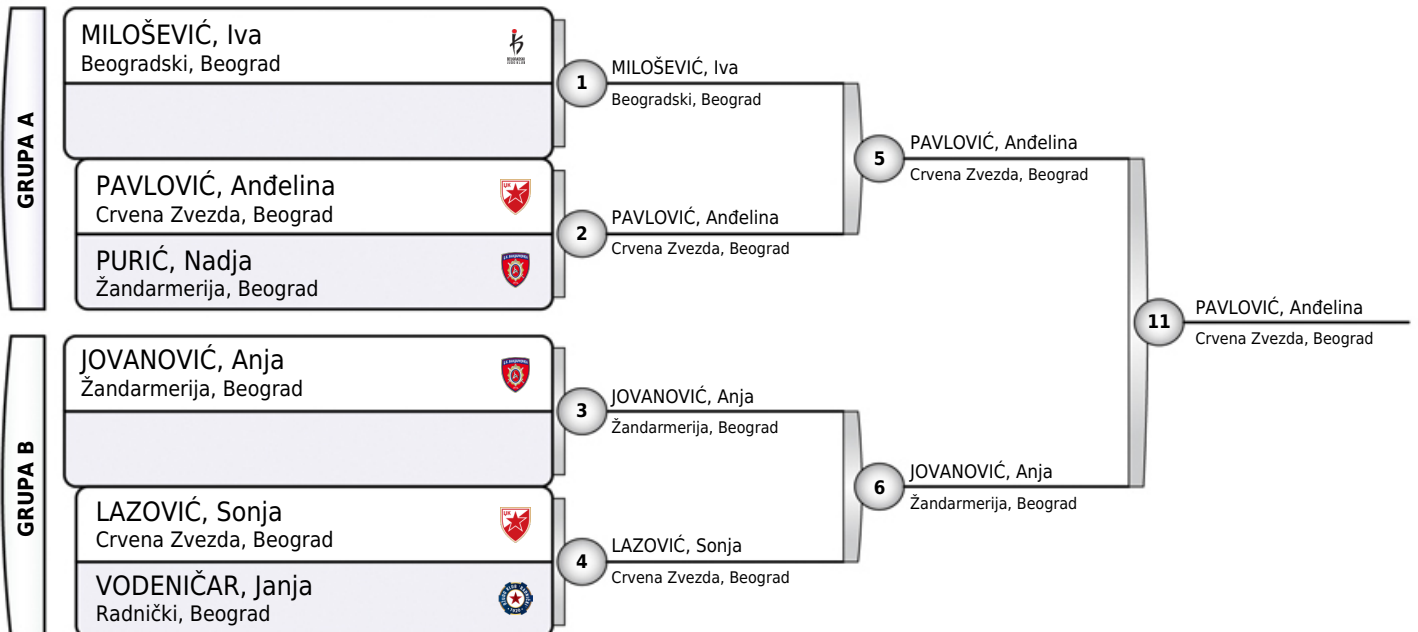 GRUPA A
MILOŠEVIĆ, Iva
Beogradski, Beograd
PAVLOVIĆ, Anđelina
Crvena Zvezda, Beograd
PURIĆ, Nadja
Žandarmerija, Beograd
GRUPA B
JOVANOVIĆ, Anja
Žandarmerija, Beograd
LAZOVIĆ, Sonja
Crvena Zvezda, Beograd
VODENIČAR, Janja
Radnički, Beograd
1
MILOŠEVIĆ, Iva
Beogradski, Beograd
2
PAVLOVIĆ, Anđelina
Crvena Zvezda, Beograd
3
JOVANOVIĆ, Anja
Žandarmerija, Beograd
4
LAZOVIĆ, Sonja
Crvena Zvezda, Beograd
5
PAVLOVIĆ, Anđelina
Crvena Zvezda, Beograd
6
JOVANOVIĆ, Anja
Žandarmerija, Beograd
11
PAVLOVIĆ, Anđelina
Crvena Zvezda, Beograd